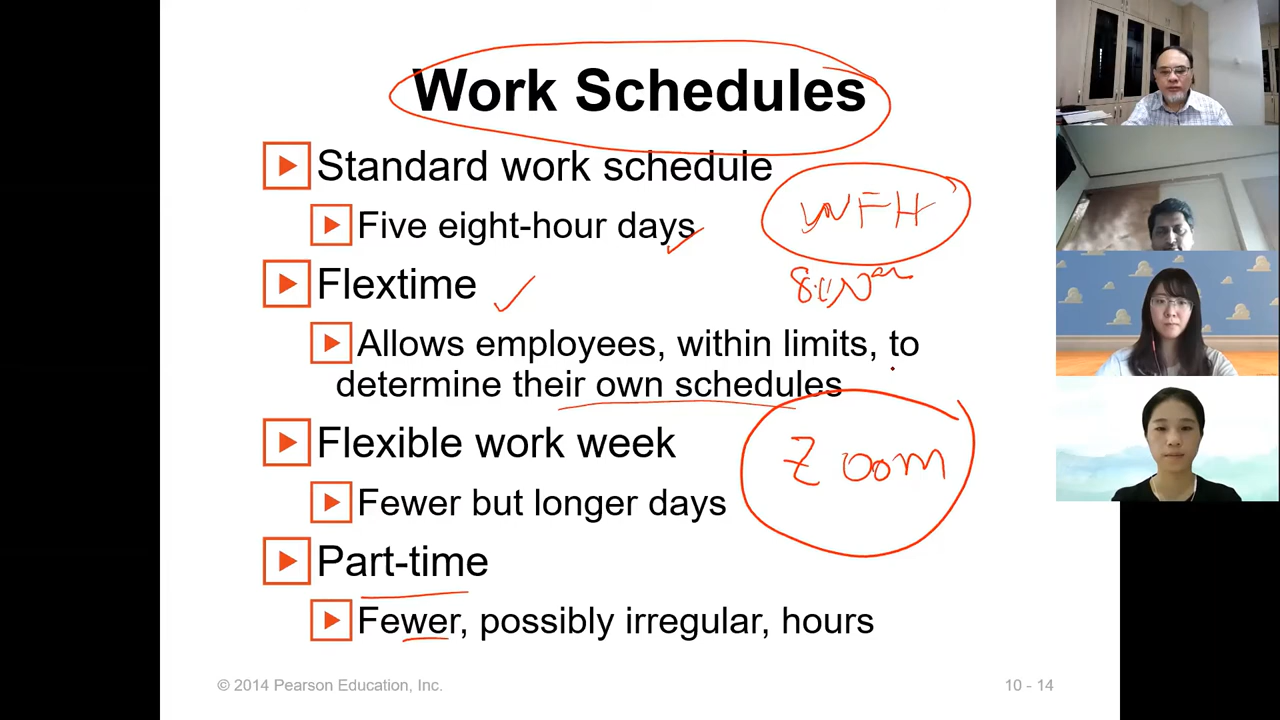 Work Schedules
Standard work schedule
WFH
Five eight-hour days
Flextime
Allows employees, within limits, to
determine their own schedules
Flexible work week
Zoom
Fewer but longer days
Part-time
Fewer, possibly irregular, hours
© 2014 Pearson Education, Inc.
10 - 14